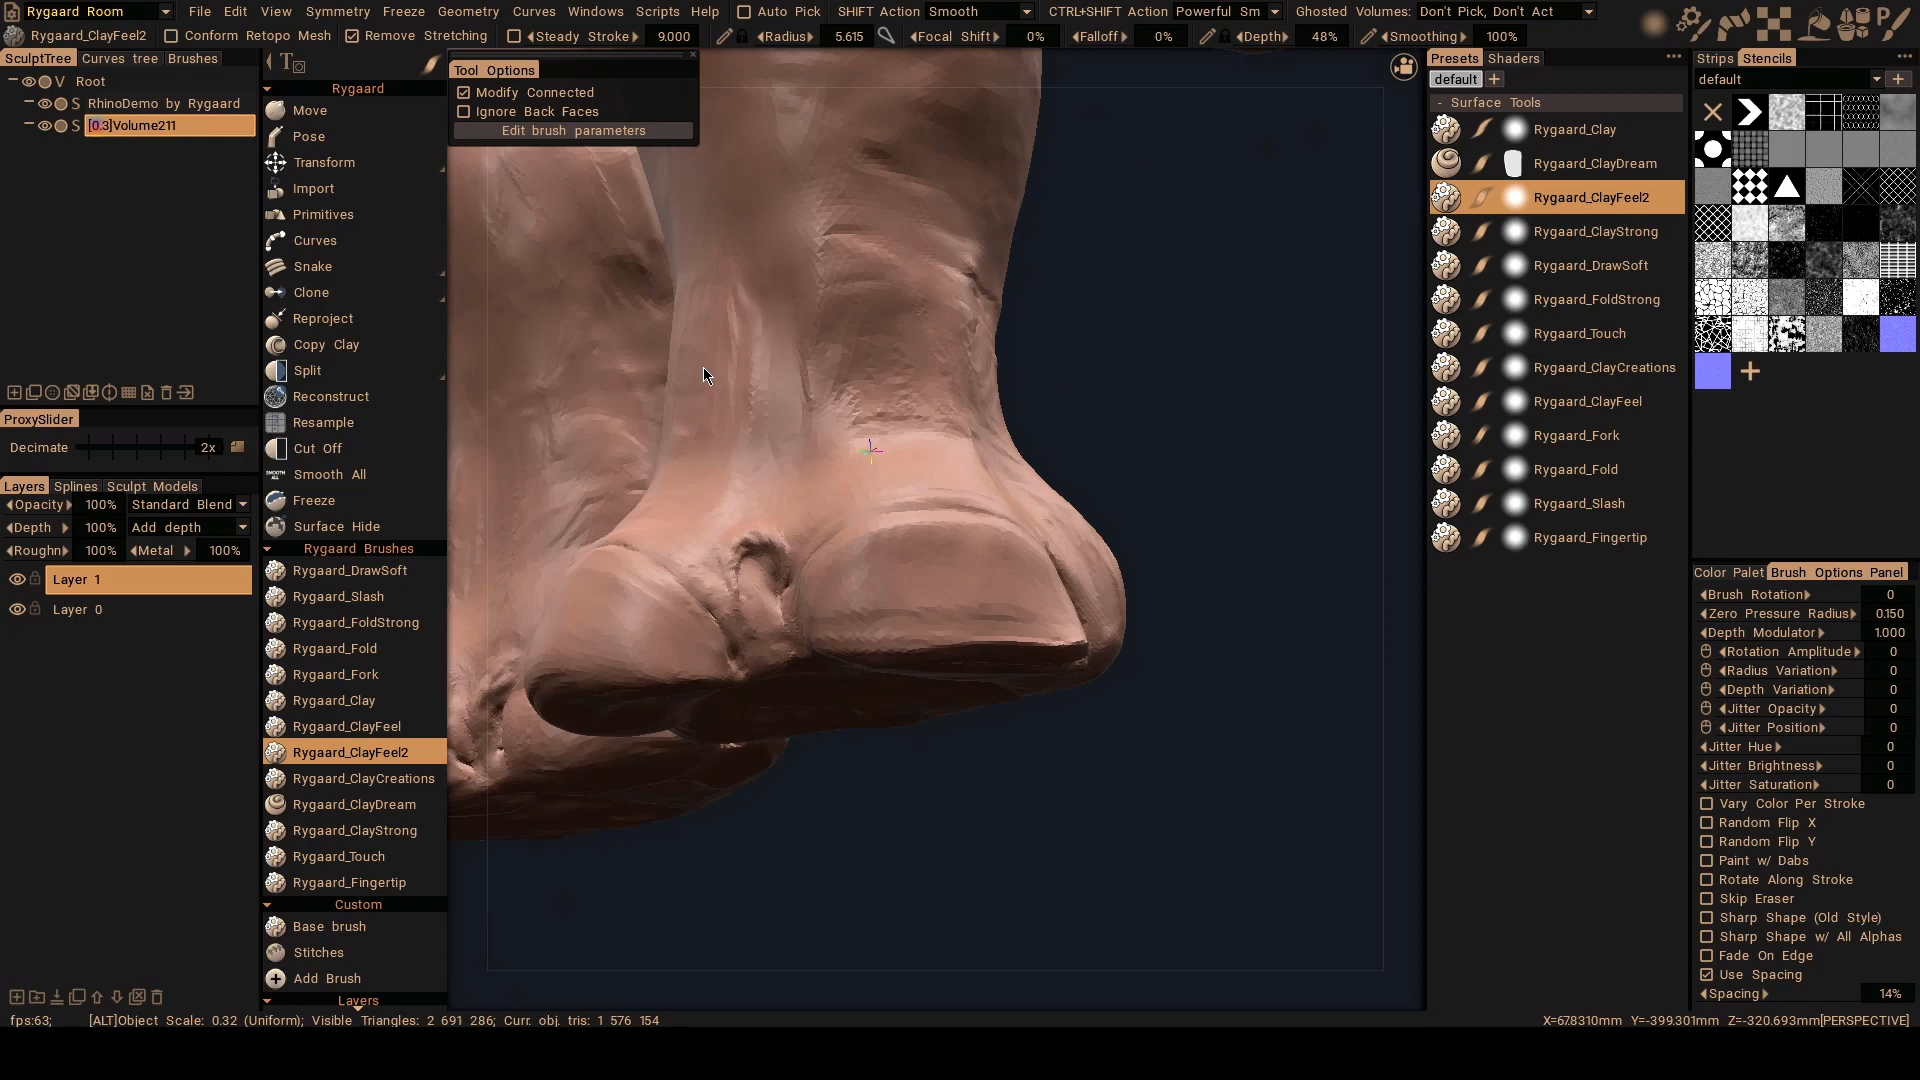 Rygaard Room File Edit View Symmetry Freeze Geometry Curves Windows Scripts Help Auto Pick SHIFT Action Smooth CTRL+SHIFT Action Powerful Sm Ghosted Volumes: Don't Pick, Don't Act
Rygaard_ClayFeel2 Conform Retopo Mesh Remove Stretching Steady Stroke 9.000 Radius 5.615 Focal Shift 0% Falloff 0% Depth 48% Smoothing 100%
SculptTree Curves tree Brushes
V Root
S RhinoDemo by Rygaard
S [0.3]Volume211
ProxySlider
Decimate 2x
Layers Splines Sculpt Models
Opacity 100% Standard Blend
Depth 100% Add depth
Roughn 100% Metal 100%
Layer 1
Layer 0
Rygaard
Move
Pose
Transform
Import
Primitives
Curves
Snake
Clone
Reproject
Copy Clay
Split
Reconstruct
Resample
Cut Off
SMOOTH Smooth All
Freeze
Surface Hide
Rygaard Brushes
Rygaard_DrawSoft
Rygaard_Slash
Rygaard_FoldStrong
Rygaard_Fold
Rygaard_Fork
Rygaard_Clay
Rygaard_ClayFeel
Rygaard_ClayFeel2
Rygaard_ClayCreations
Rygaard_ClayDream
Rygaard_ClayStrong
Rygaard_Touch
Rygaard_Fingertip
Custom
Base brush
Stitches
Add Brush
Layers
Tool Options
Modify Connected
Ignore Back Faces
Edit brush parameters
Presets Shaders
default
- Surface Tools
Rygaard_Clay
Rygaard_ClayDream
Rygaard_ClayFeel2
Rygaard_ClayStrong
Rygaard_DrawSoft
Rygaard_FoldStrong
Rygaard_Touch
Rygaard_ClayCreations
Rygaard_ClayFeel
Rygaard_Fork
Rygaard_Fold
Rygaard_Slash
Rygaard_Fingertip
Strips Stencils
default
Color Palet Brush Options Panel
Brush Rotation 0
Zero Pressure Radius 0.150
Depth Modulator 1.000
Rotation Amplitude 0
Radius Variation 0
Depth Variation 0
Jitter Opacity 0
Jitter Position 0
Jitter Hue 0
Jitter Brightness 0
Jitter Saturation 0
Vary Color Per Stroke
Random Flip X
Random Flip Y
Paint w/ Dabs
Rotate Along Stroke
Skip Eraser
Sharp Shape (Old Style)
Sharp Shape w/ All Alphas
Fade On Edge
Use Spacing
Spacing 14%
fps:63; [ALT]Object Scale: 0.32 (Uniform); Visible Triangles: 2 691 286; Curr. obj. tris: 1 576 154 X=67.8310mm Y=-399.301mm Z=-320.693mm[PERSPECTIVE]